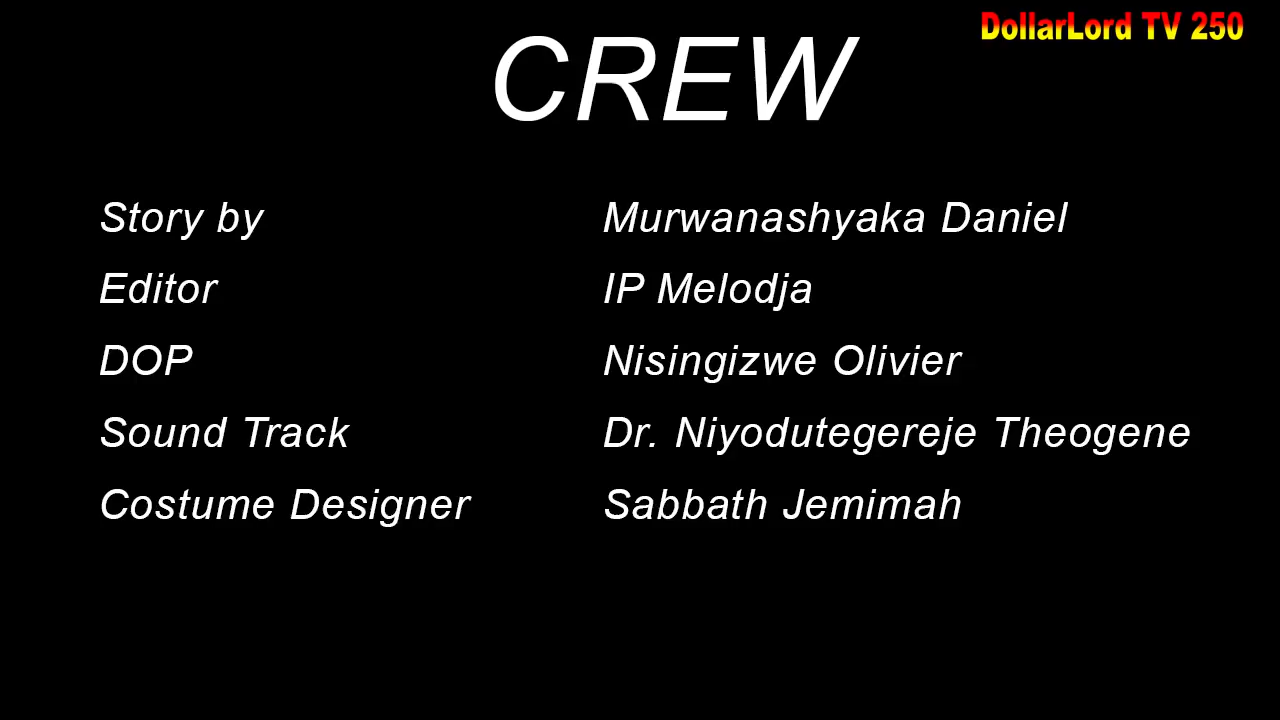 DollarLord TV 250
CREW
Story by Murwanashyaka Daniel
Editor IP Melodja
DOP Nisingizwe Olivier
Sound Track Dr. Niyodutegereje Theogene
Costume Designer Sabbath Jemimah